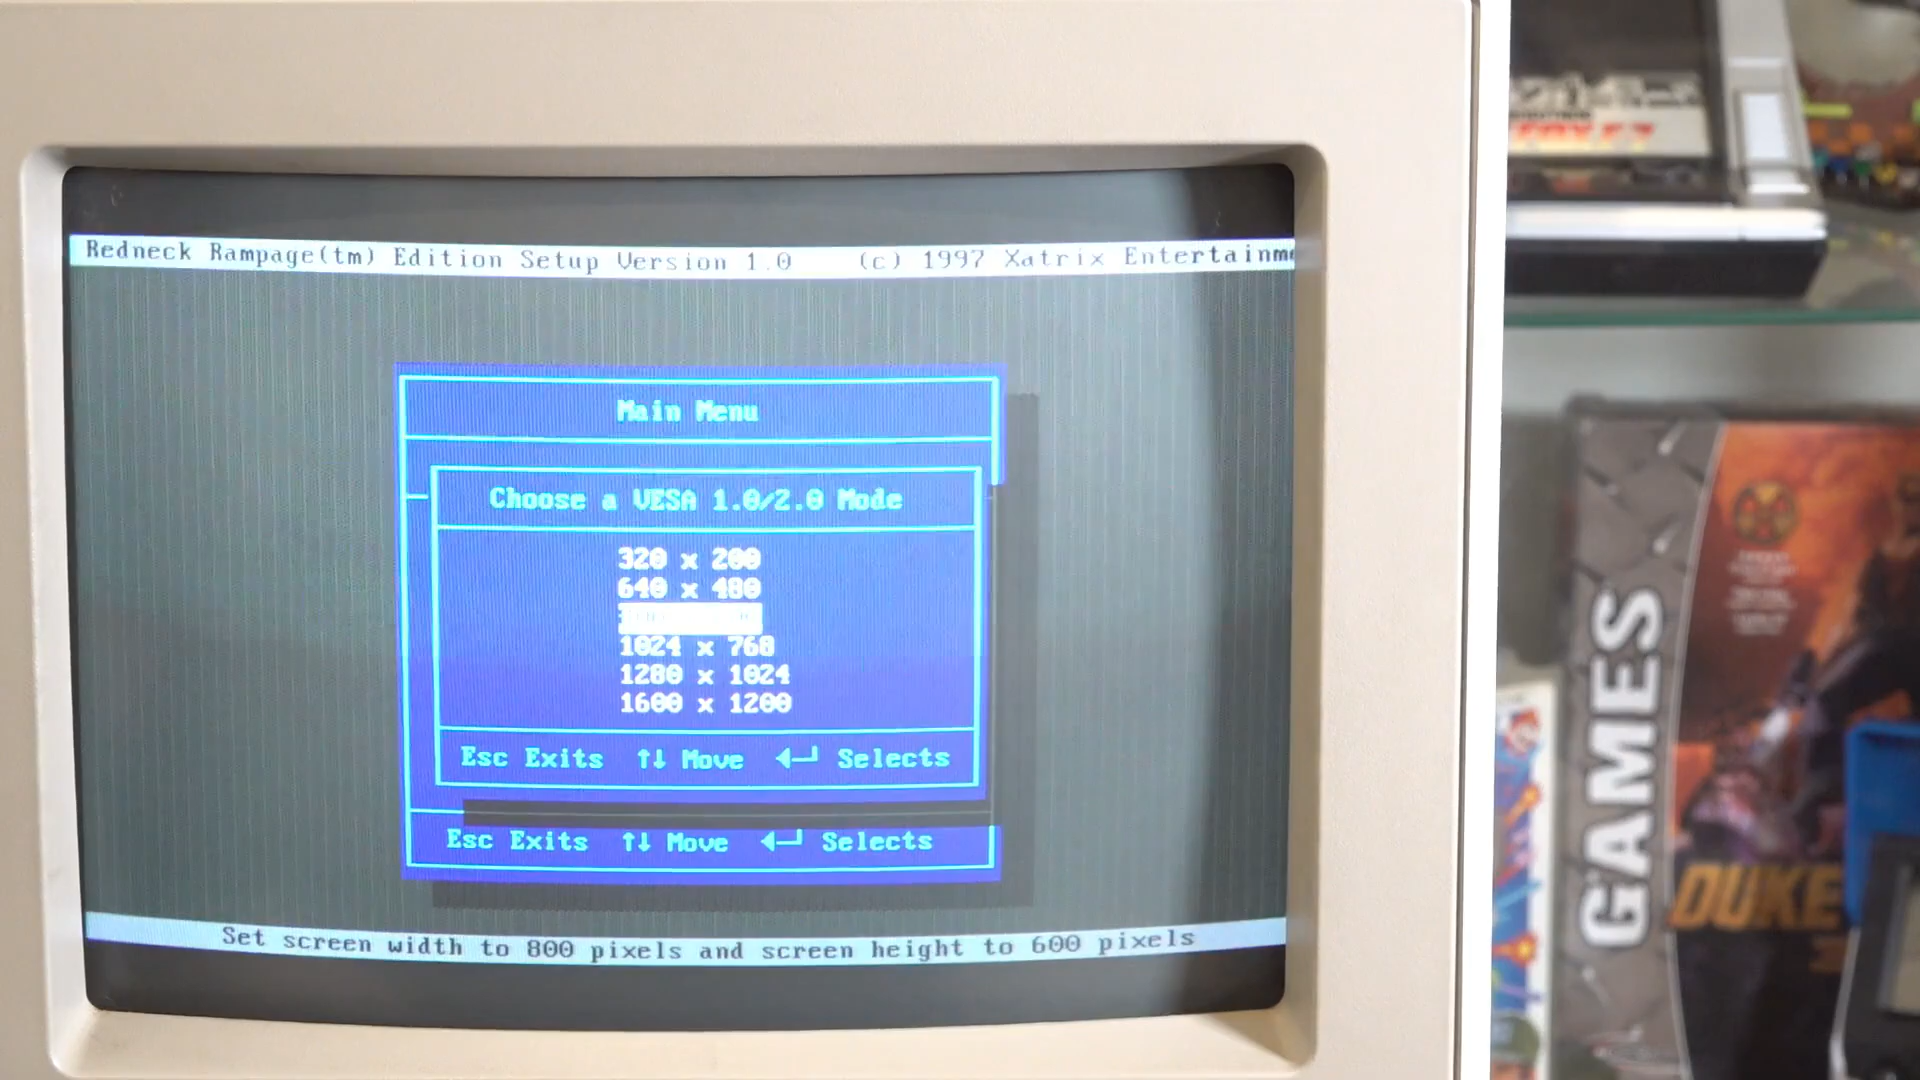 Redneck Rampage(tm) Edition Setup Version 1.0 (c) 1997 Xatrix Entertainm
Main Menu
Choose a VESA 1.0/2.0 Mode
320 x 200
640 x 480
1024 x 768
1280 x 1024
1600 x 1200
Esc Exits ↑↓ Move ◄─┘ Selects
Esc Exits ↑↓ Move ◄─┘ Selects
Set screen width to 800 pixels and screen height to 600 pixels
GAMES
DUKE